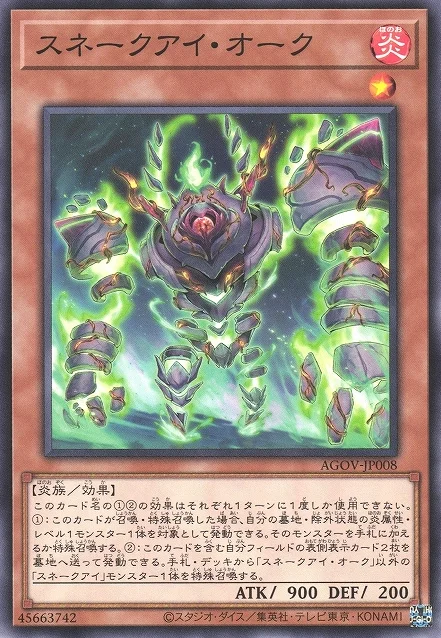 スネークアイ・オーク
炎
AGOV-JP008
【炎族/効果】
このカード名の①②の効果はそれぞれ1ターンに1度しか使用できない。
①:このカードが召喚・特殊召喚した場合、自分の墓地・除外状態の炎属性・
レベル1モンスター1体を対象として発動できる。そのモンスターを手札に加え
るか特殊召喚する。②:このカードを含む自分フィールドの表側表示カード2枚を
墓地へ送って発動できる。手札・デッキから「スネークアイ・オーク」以外の
「スネークアイ」モンスター1体を特殊召喚する。
ATK/ 900 DEF/ 200
45663742 ©スタジオ・ダイス/集英社・テレビ東京・KONAMI